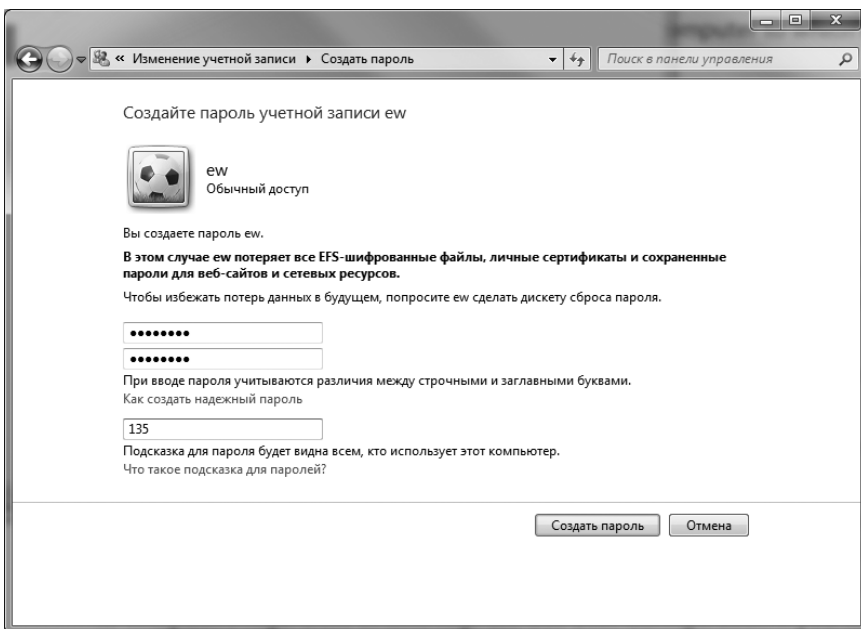 « Изменение учетной записи ▸ Создать пароль
Поиск в панели управления
Создайте пароль учетной записи ew
ew
Обычный доступ
Вы создаете пароль ew.
В этом случае ew потеряет все EFS-шифрованные файлы, личные сертификаты и сохраненные
пароли для веб-сайтов и сетевых ресурсов.
Чтобы избежать потерь данных в будущем, попросите ew сделать дискету сброса пароля.
••••••••
••••••••
При вводе пароля учитываются различия между строчными и заглавными буквами.
Как создать надежный пароль
135
Подсказка для пароля будет видна всем, кто использует этот компьютер.
Что такое подсказка для паролей?
Создать пароль
Отмена